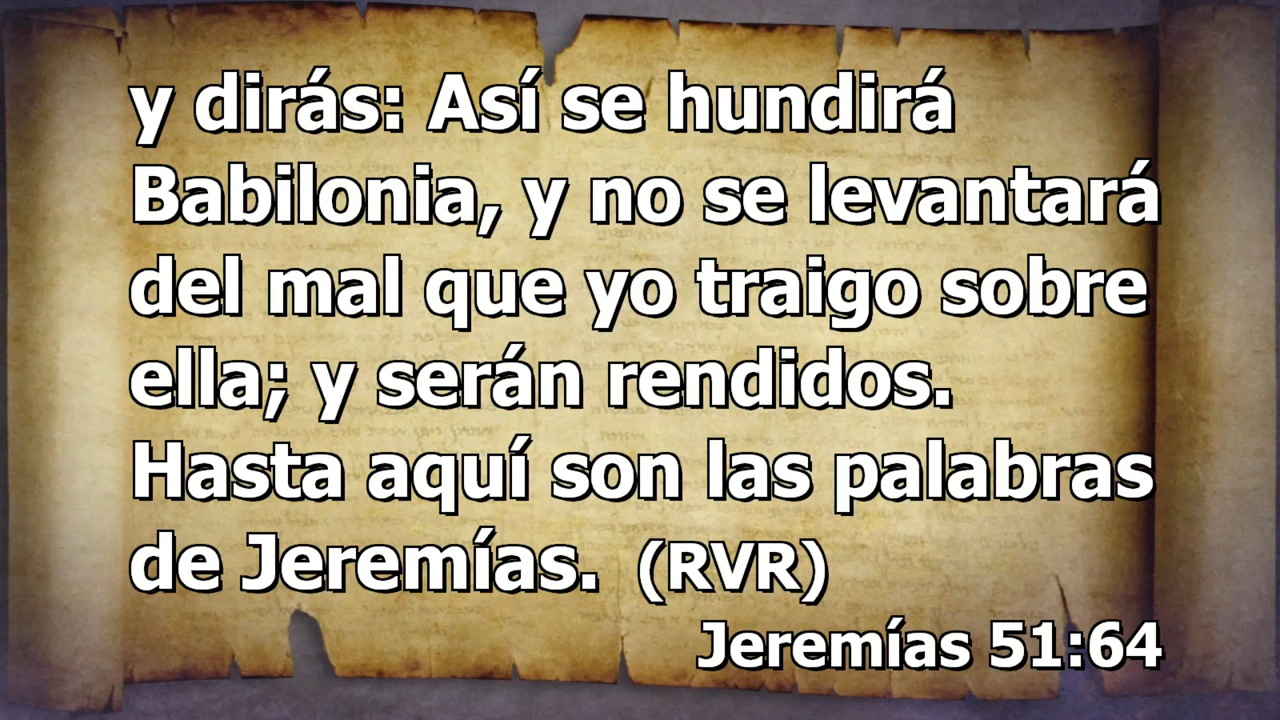 y dirás: Así se hundirá
Babilonia, y no se levantará
del mal que yo traigo sobre
ella; y serán rendidos.
Hasta aquí son las palabras
de Jeremías. (RVR)
Jeremías 51:64